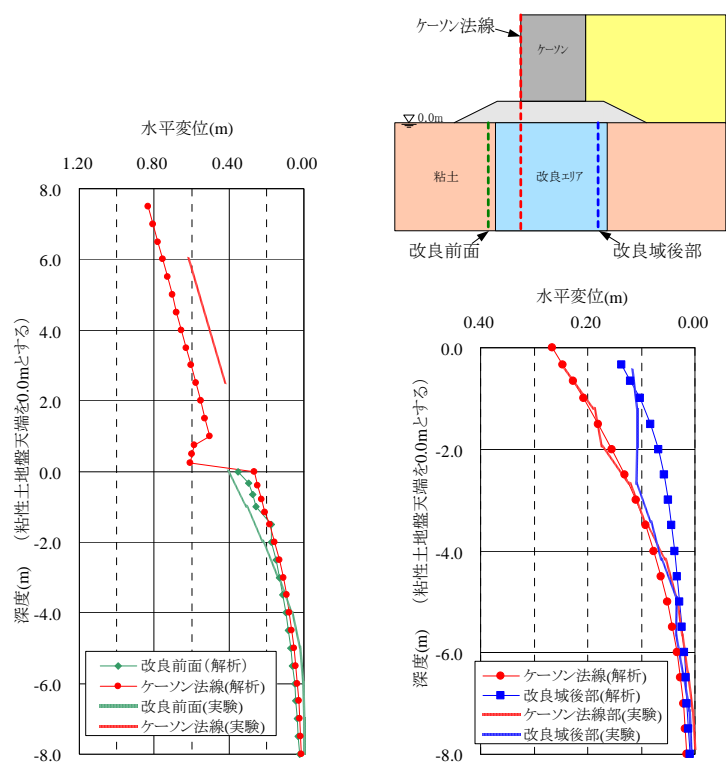 ケーソン法線
ケーソン
0.0m
粘土
改良エリア
改良前面
改良域後部
水平変位(m)
1.20 0.80 0.40 0.00
8.0
6.0
4.0
2.0
0.0
-2.0
-4.0
-6.0
-8.0
深度(m) (粘性土地盤天端を0.0mとする)
改良前面(解析)
ケーソン法線(解析)
改良前面(実験)
ケーソン法線(実験)
水平変位(m)
0.40 0.20 0.00
0.0
-2.0
-4.0
-6.0
-8.0
深度(m) (粘性土地盤天端を0.0mとする)
ケーソン法線(解析)
改良域後部(解析)
ケーソン法線部(実験)
改良域後部(実験)